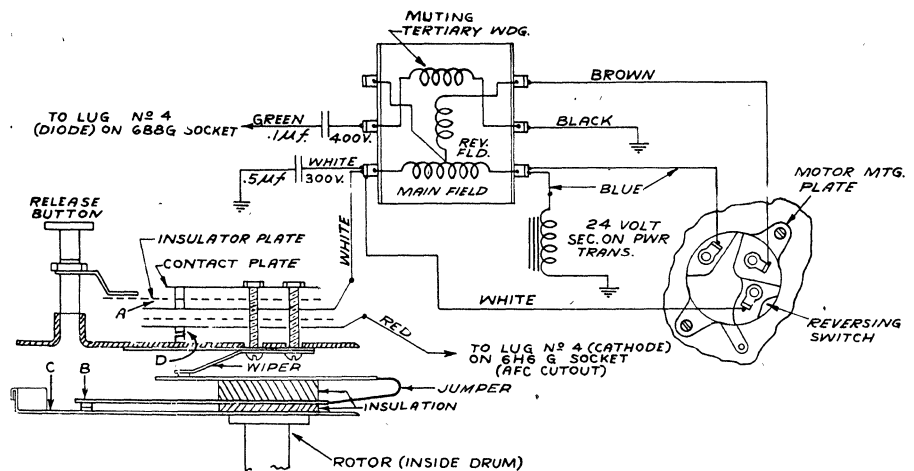 MUTING
TERTIARY WDG.
BROWN
TO LUG Nº 4
(DIODE) ON 6B8G SOCKET
GREEN
.1µf.
400V.
BLACK
REV.
FLD.
WHITE
.5µf
300V.
MAIN FIELD
BLUE
MOTOR MTG.
PLATE
RELEASE
BUTTON
INSULATOR PLATE
CONTACT PLATE
WHITE
24 VOLT
SEC. ON PWR
TRANS.
A
WHITE
RED
REVERSING
SWITCH
C
B
D
WIPER
TO LUG Nº 4 (CATHODE)
ON 6H6 G SOCKET
(AFC CUTOUT)
JUMPER
INSULATION
ROTOR (INSIDE DRUM)